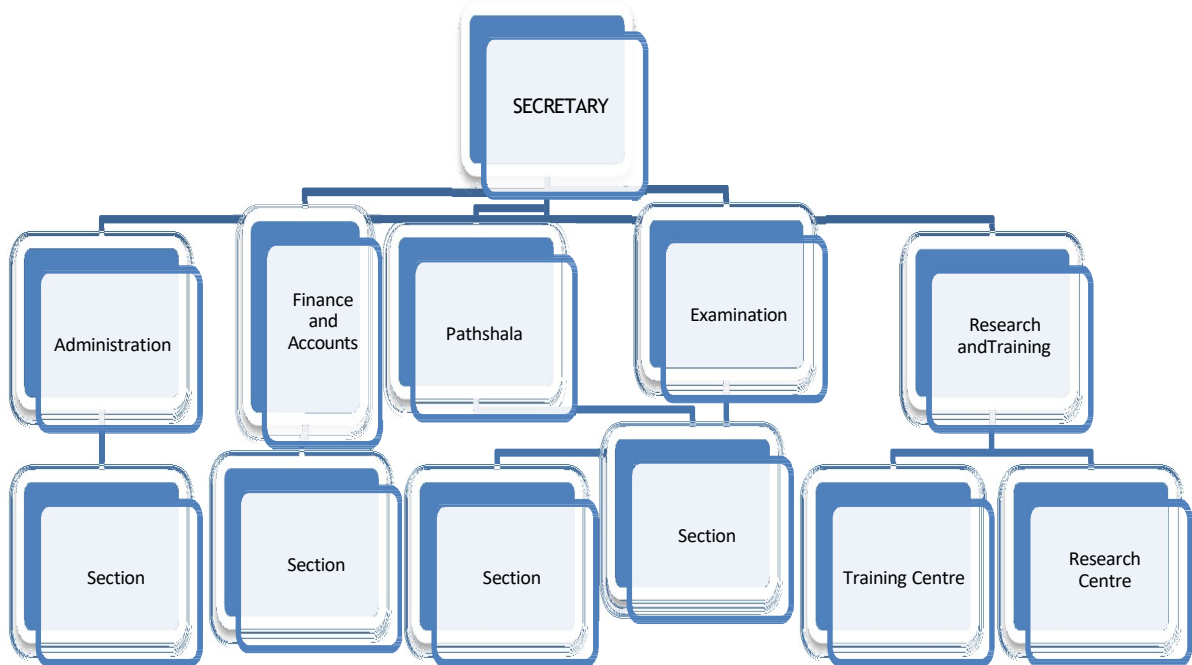 SECRETARY
Administration
Finance
and
Accounts
Pathshala
Examination
Research
andTraining
Section
Section
Section
Section
Training Centre
Research
Centre